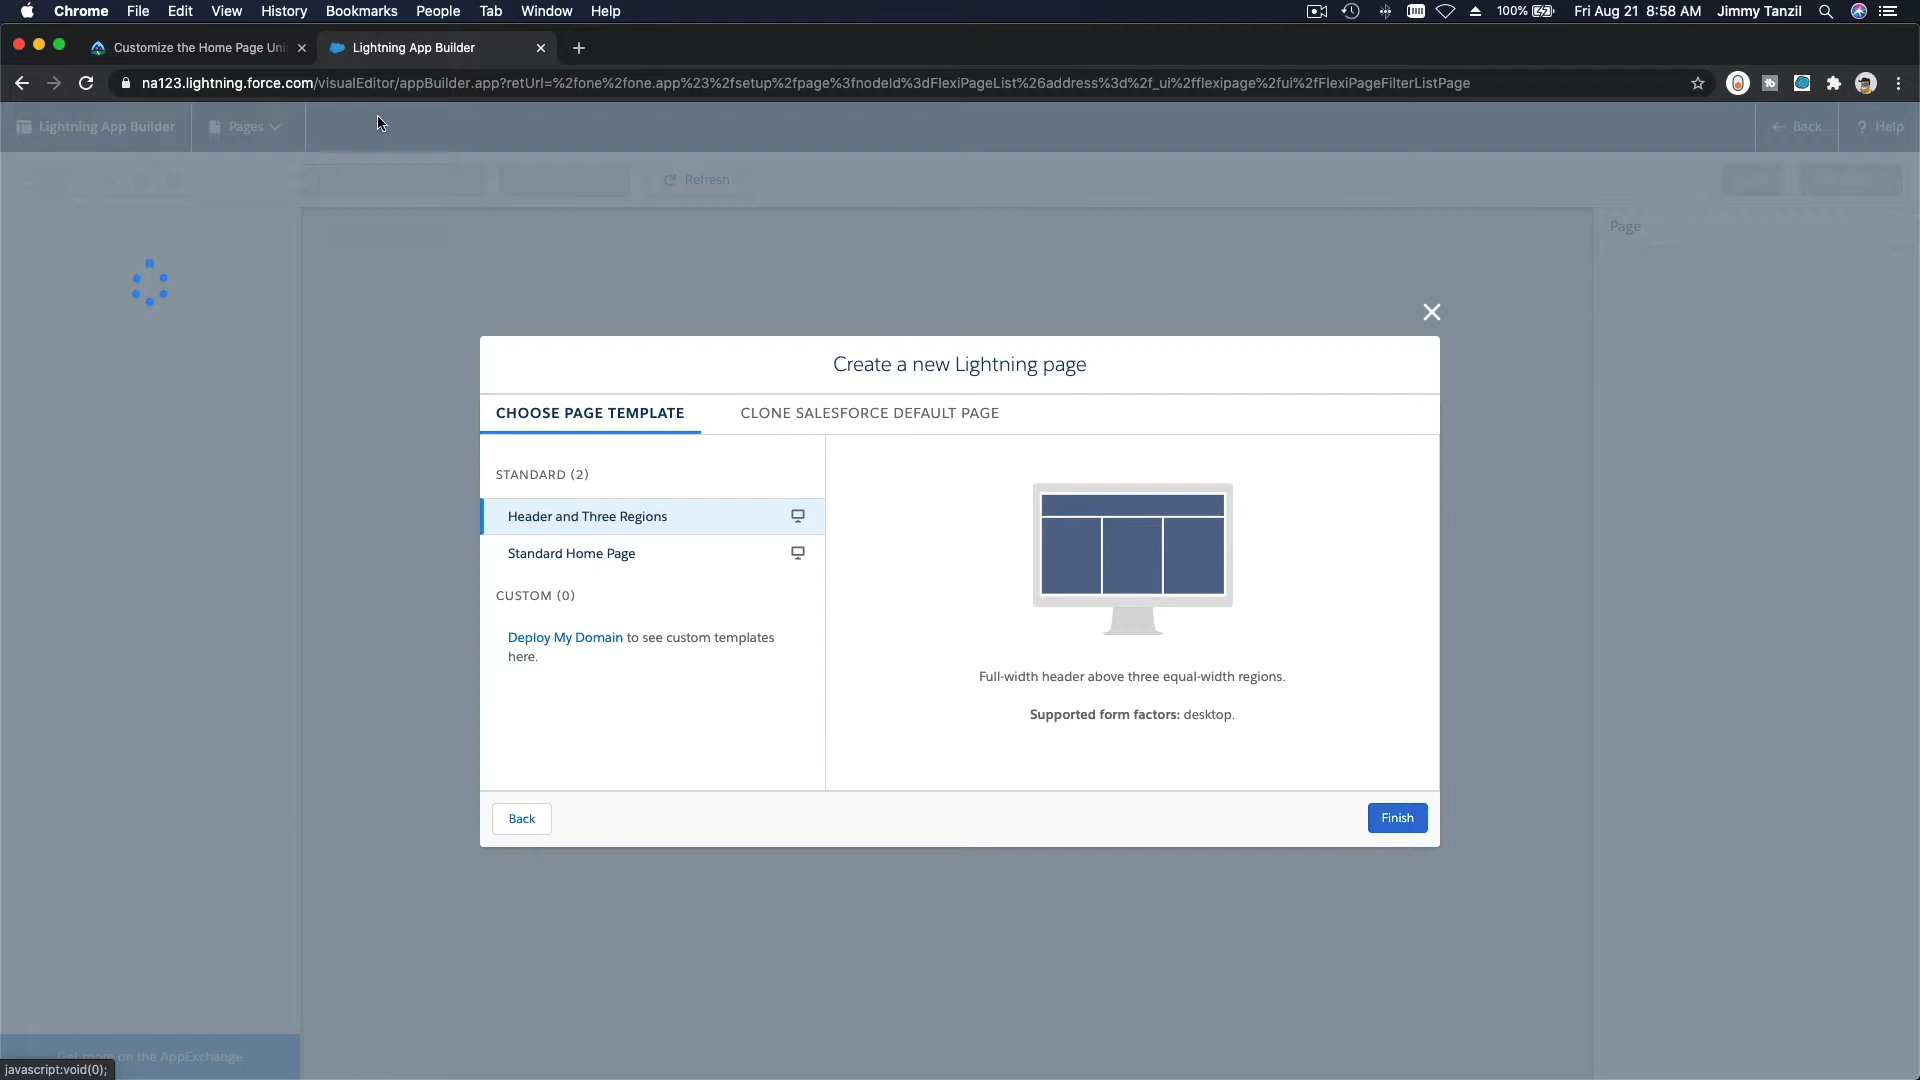 Chrome File Edit View History Bookmarks People Tab Window Help 100% Fri Aug 21 8:58 AM Jimmy Tanzil
Customize the Home Page Uni Lightning App Builder
na123.lightning.force.com/visualEditor/appBuilder.app?retUrl=%2fone%2fone.app%23%2fsetup%2fpage%3fnodeId%3dFlexiPageList%26address%3d%2f_ui%2fflexipage%2fui%2fFlexiPageFilterListPage
Lightning App Builder Pages Back ? Help
Refresh
Page
Create a new Lightning page
CHOOSE PAGE TEMPLATE CLONE SALESFORCE DEFAULT PAGE
STANDARD (2)
Header and Three Regions
Standard Home Page
CUSTOM (0)
Deploy My Domain to see custom templates
here.
Full-width header above three equal-width regions.
Supported form factors: desktop.
Back Finish
Get more on the AppExchange
javascript:void(0);